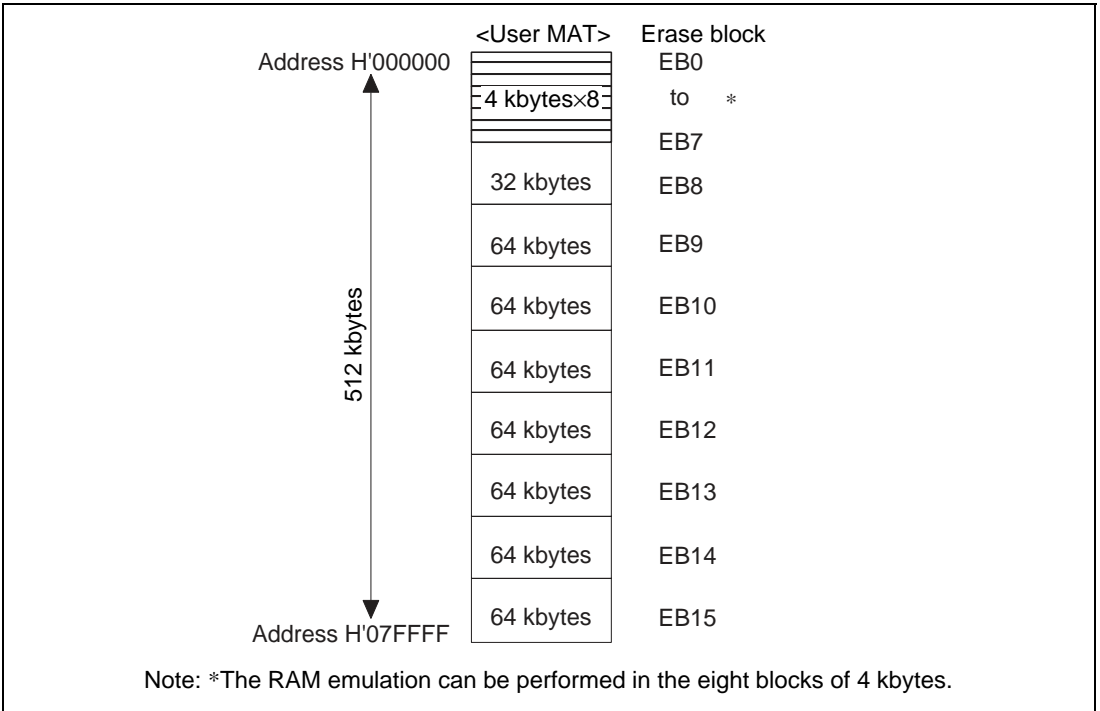 <User MAT> Erase block
Address H'000000 EB0
4 kbytes×8 to *
EB7
32 kbytes EB8
64 kbytes EB9
64 kbytes EB10
512 kbytes
64 kbytes EB11
64 kbytes EB12
64 kbytes EB13
64 kbytes EB14
64 kbytes EB15
Address H'07FFFF
Note: *The RAM emulation can be performed in the eight blocks of 4 kbytes.